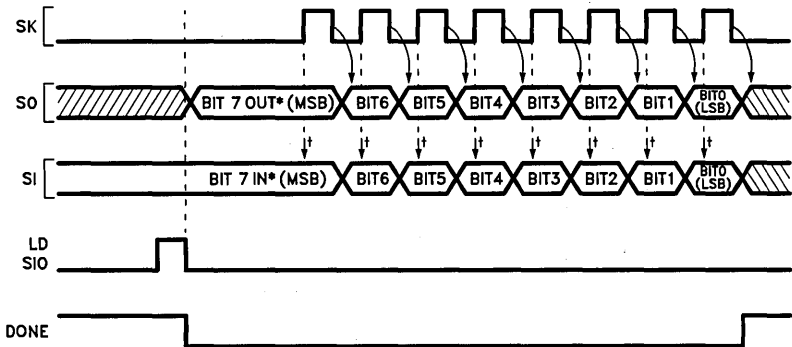 SK
SO
BIT 7 OUT* (MSB) BIT6 BIT5 BIT4 BIT3 BIT2 BIT1 BIT0 (LSB)
t t t t t t t t
SI
BIT 7 IN* (MSB) BIT6 BIT5 BIT4 BIT3 BIT2 BIT1 BIT0 (LSB)
LD
SIO
DONE